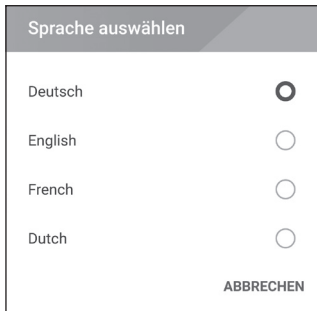 Sprache auswählen
Deutsch
English
French
Dutch
ABBRECHEN